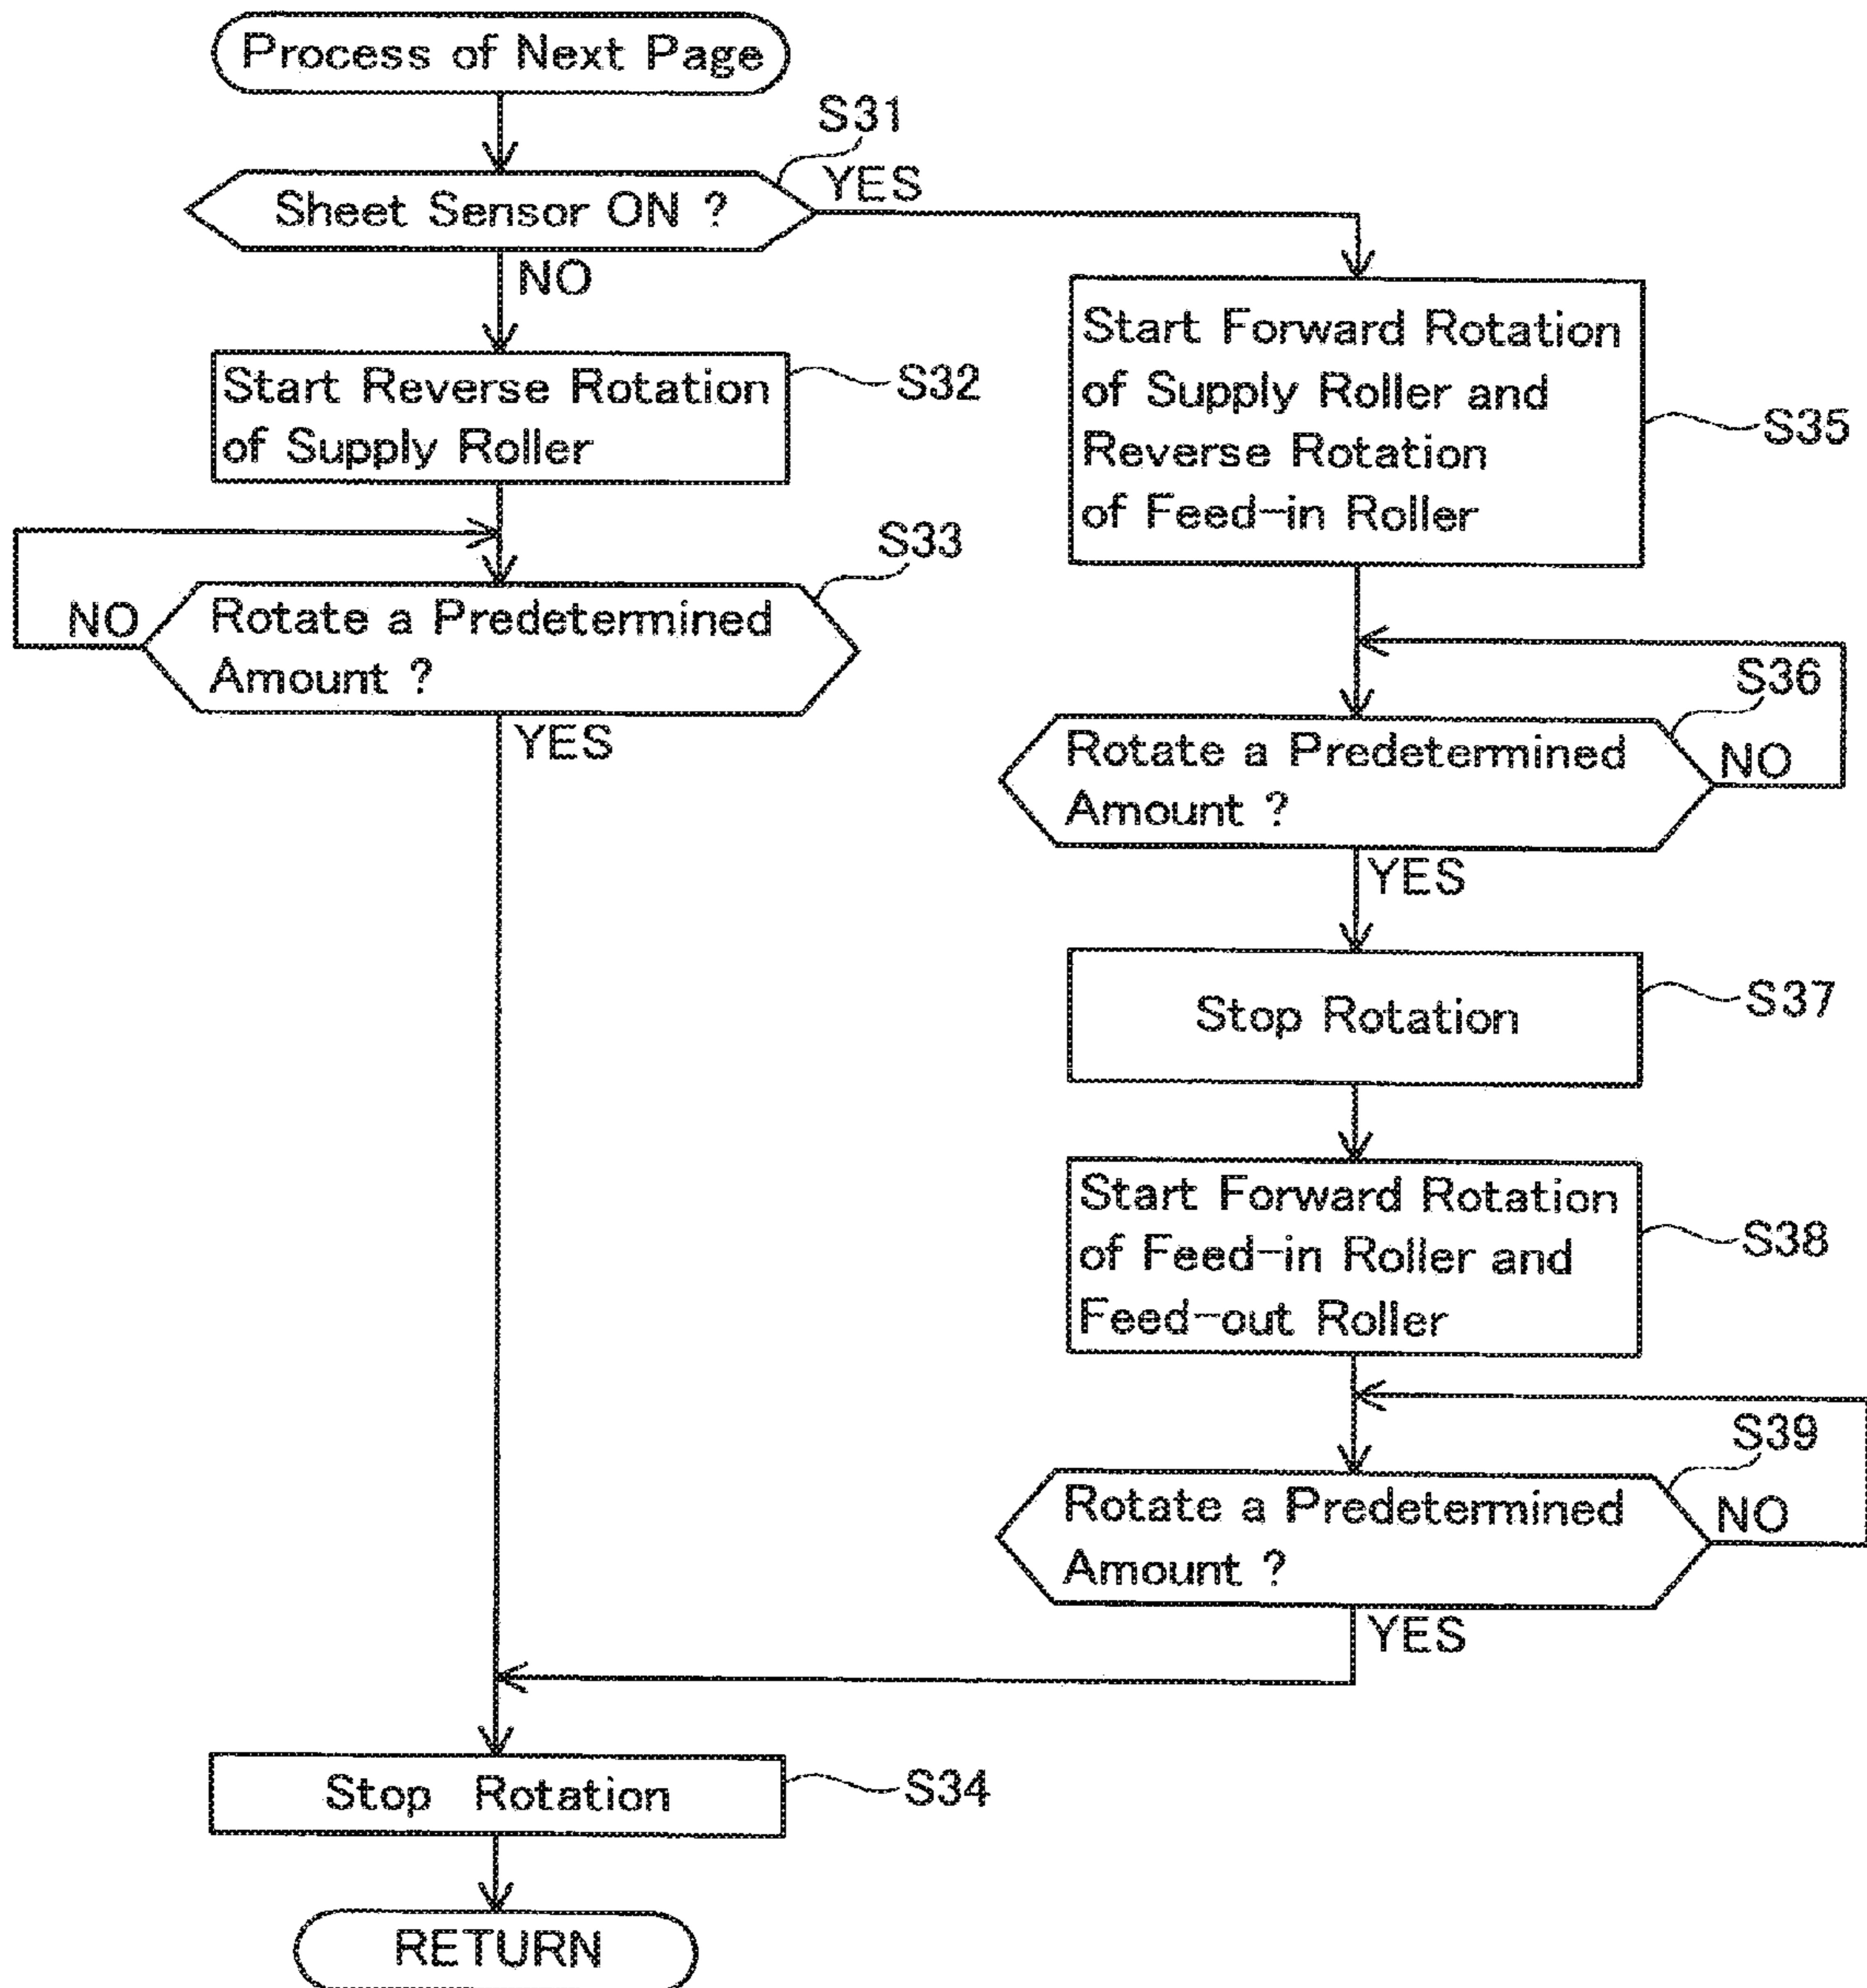 Process of Next Page
S31
Sheet Sensor ON ?
YES
NO
Start Reverse Rotation
of Supply Roller
S32
S33
NO
Rotate a Predetermined
Amount ?
YES
Start Forward Rotation
of Supply Roller and
Reverse Rotation
of Feed-in Roller
S35
S36
Rotate a Predetermined
Amount ?
NO
YES
Stop Rotation
S37
Start Forward Rotation
of Feed-in Roller and
Feed-out Roller
S38
S39
Rotate a Predetermined
Amount ?
NO
YES
Stop Rotation
S34
RETURN